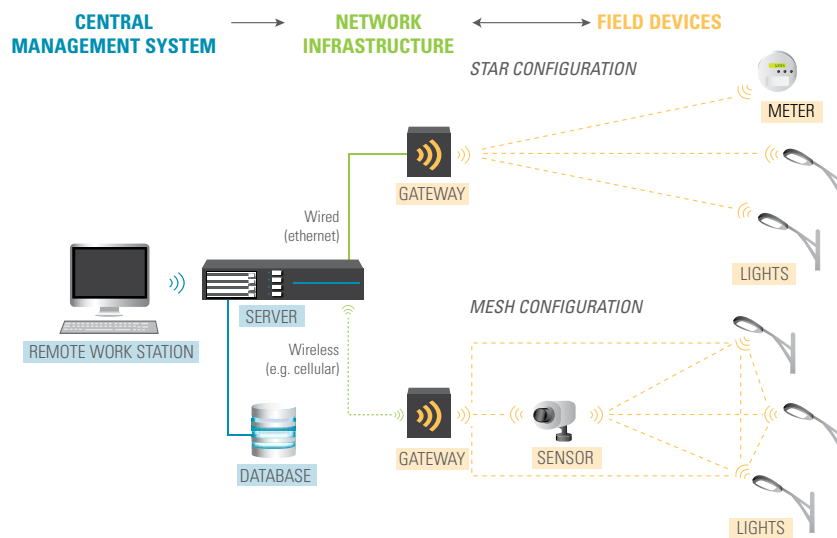 CENTRAL
MANAGEMENT SYSTEM
NETWORK
INFRASTRUCTURE
FIELD DEVICES
STAR CONFIGURATION
METER
GATEWAY
Wired
(ethernet)
LIGHTS
SERVER
MESH CONFIGURATION
REMOTE WORK STATION
Wireless
(e.g. cellular)
GATEWAY
SENSOR
DATABASE
LIGHTS